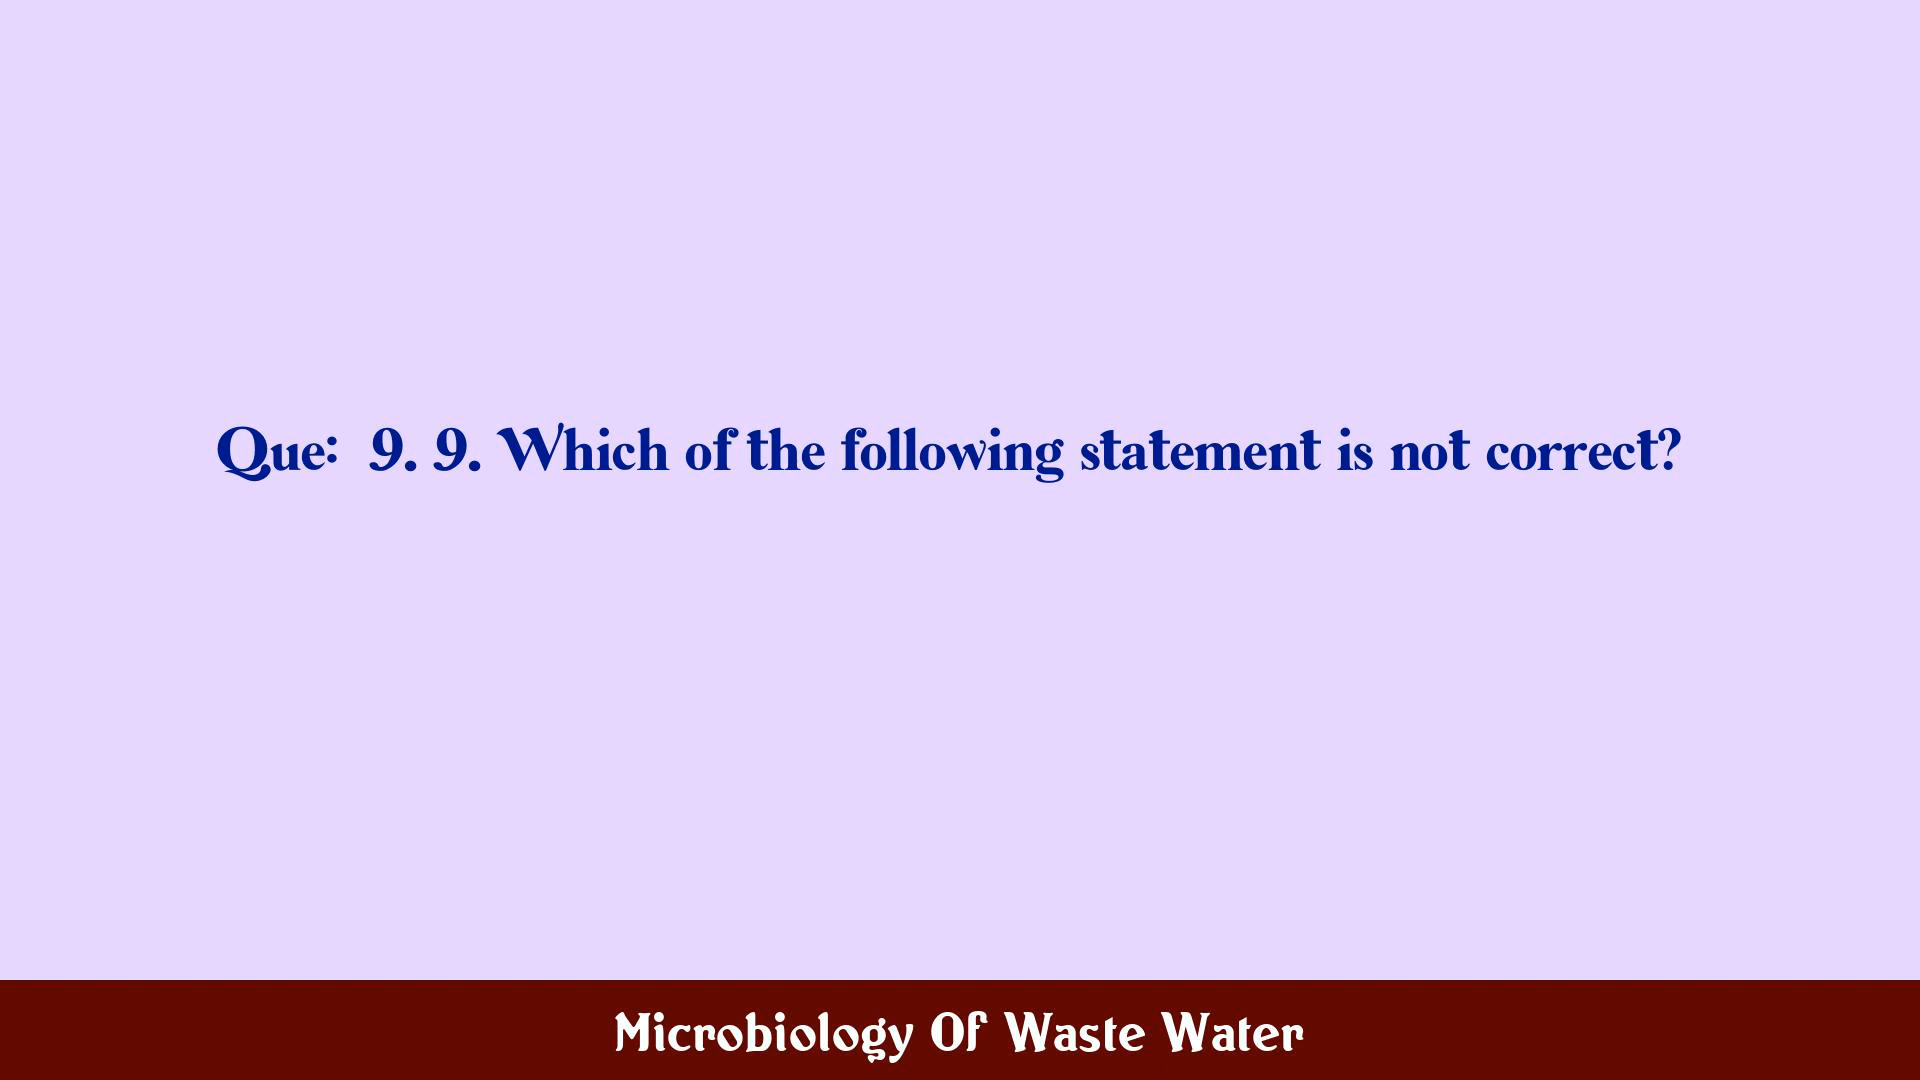 Que: 9. 9. Which of the following statement is not correct?
Microbiology Of Waste Water